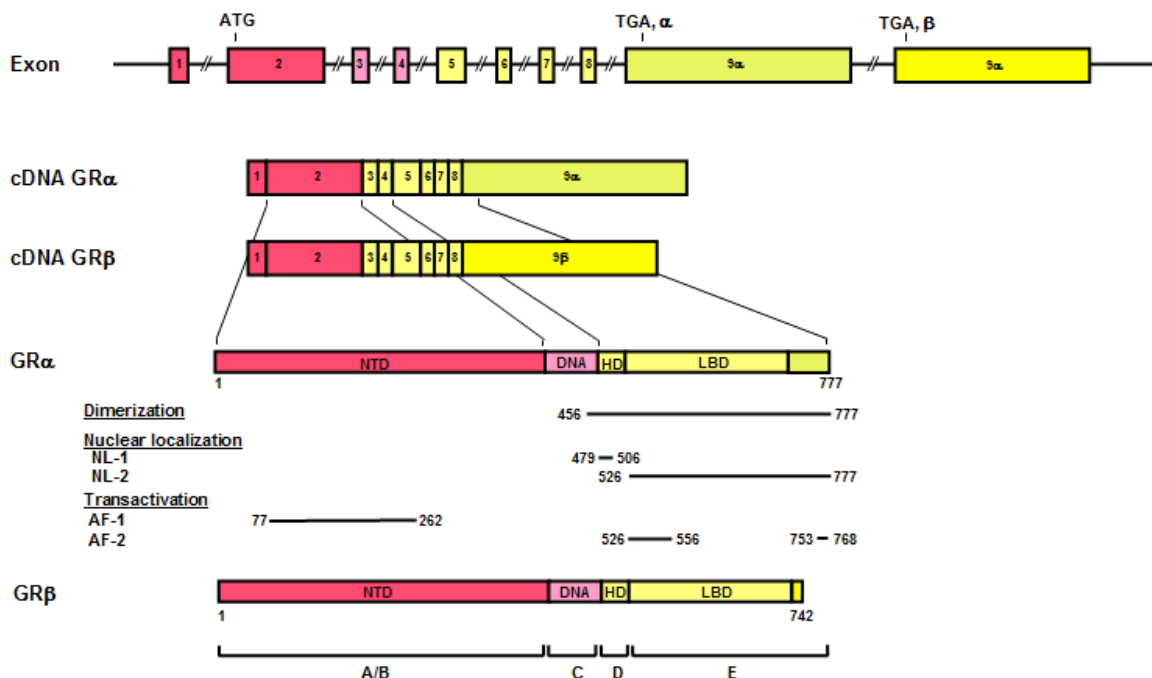 ATG TGA, α TGA, β
Exon 1 2 3 4 5 6 7 8 9α 9α
cDNA GRα 1 2 3 4 5 6 7 8 9α
cDNA GRβ 1 2 3 4 5 6 7 8 9β
GRα NTD DNA HD LBD
1 777
Dimerization 456 777
Nuclear localization
NL-1 479 506
NL-2 526 777
Transactivation
AF-1 77 262
AF-2 526 556 753 768
GRβ NTD DNA HD LBD
1 742
A/B C D E